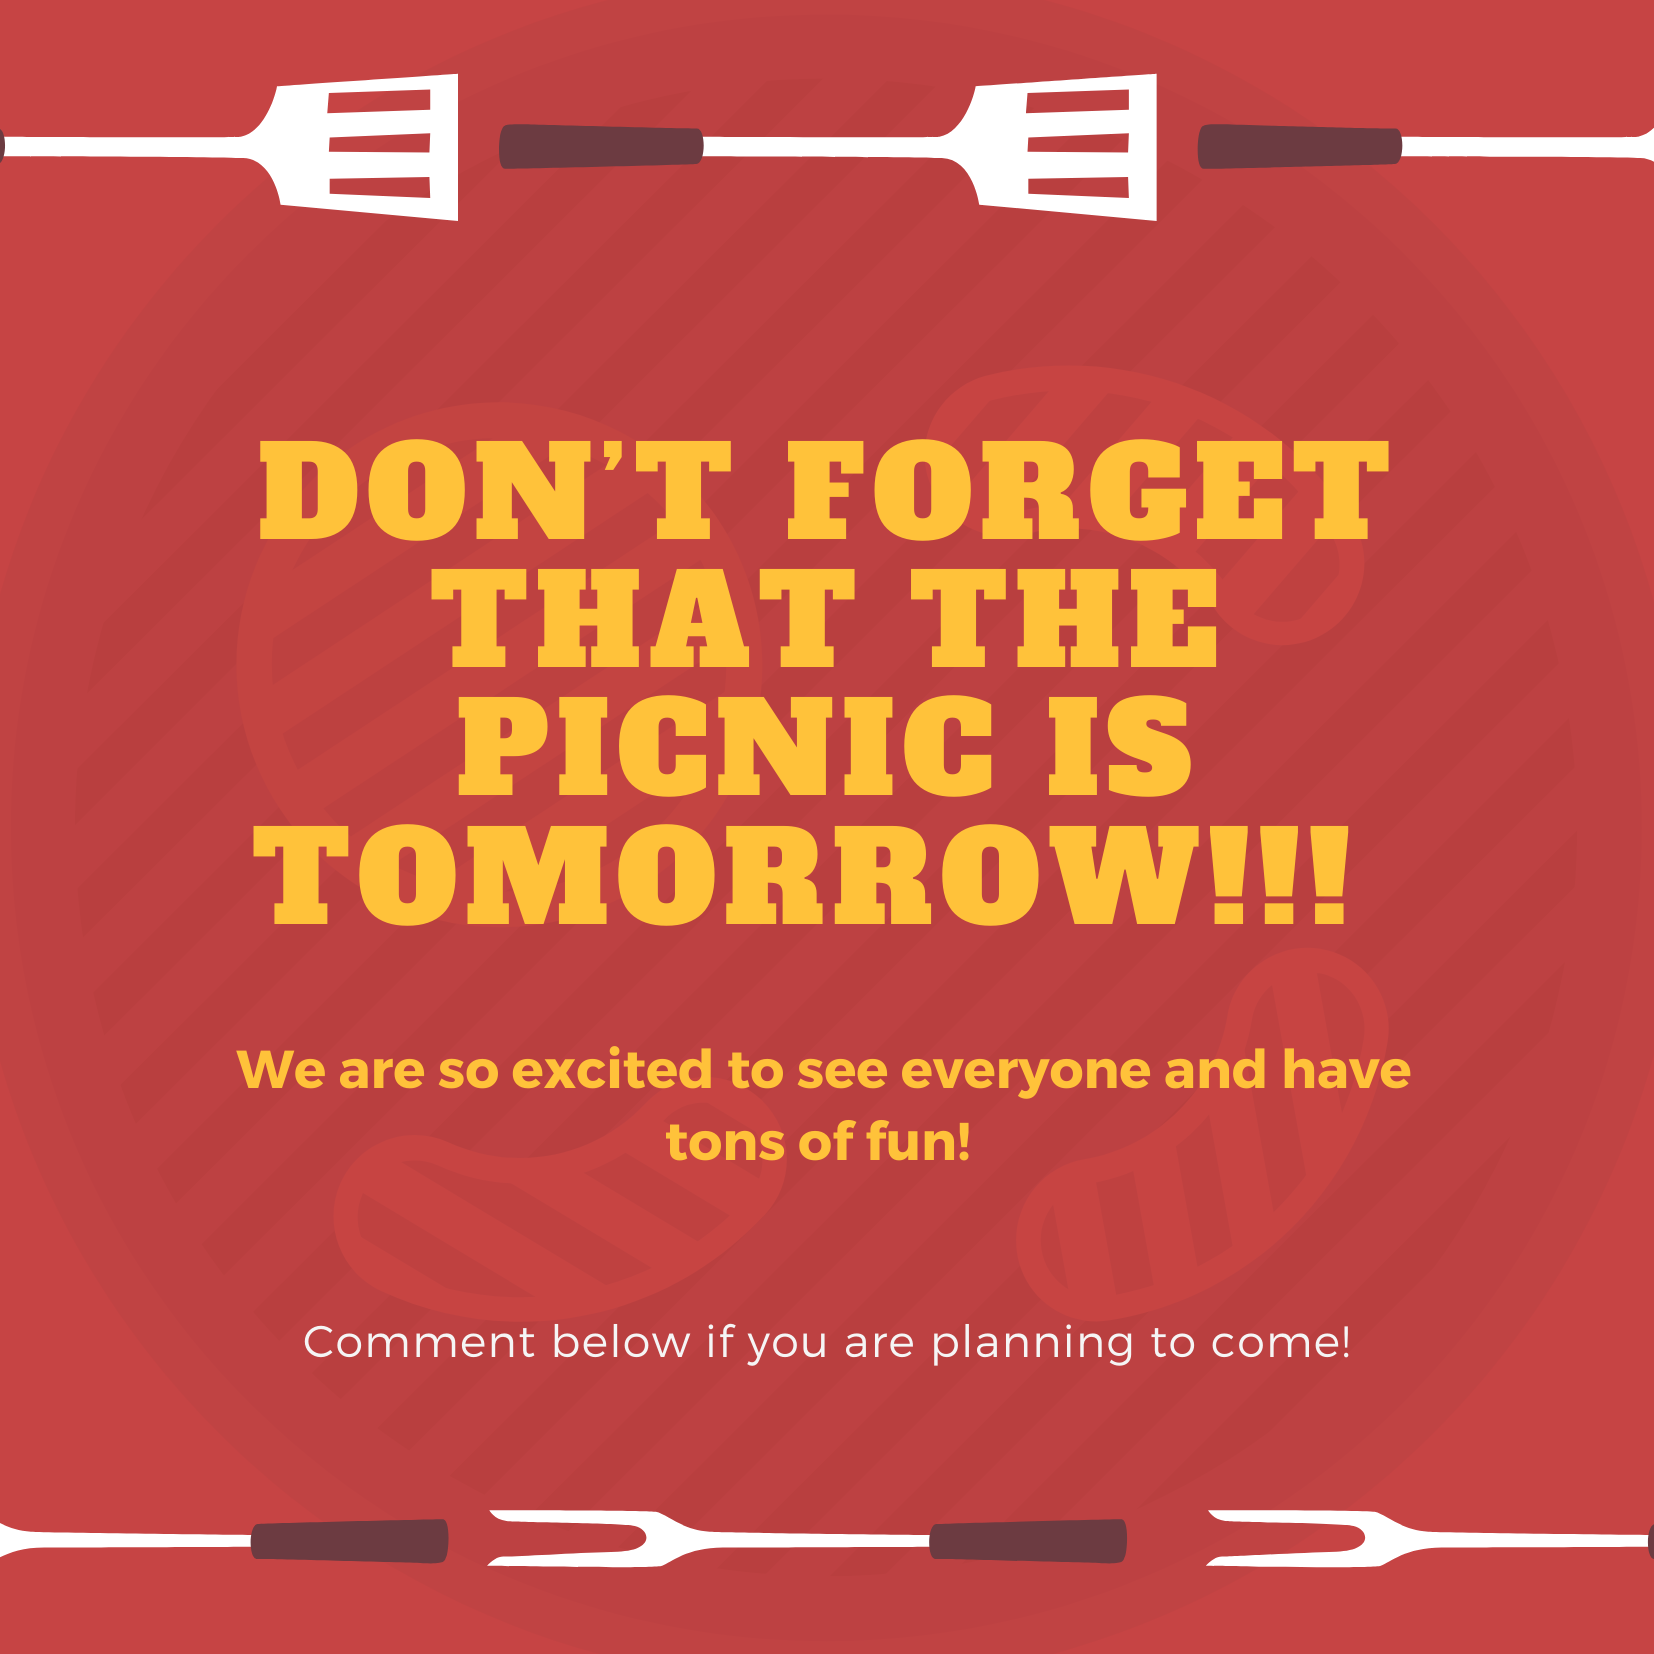 DON’T FORGET
THAT THE
PICNIC IS
TOMORROW!!!
We are so excited to see everyone and have
tons of fun!
Comment below if you are planning to come!